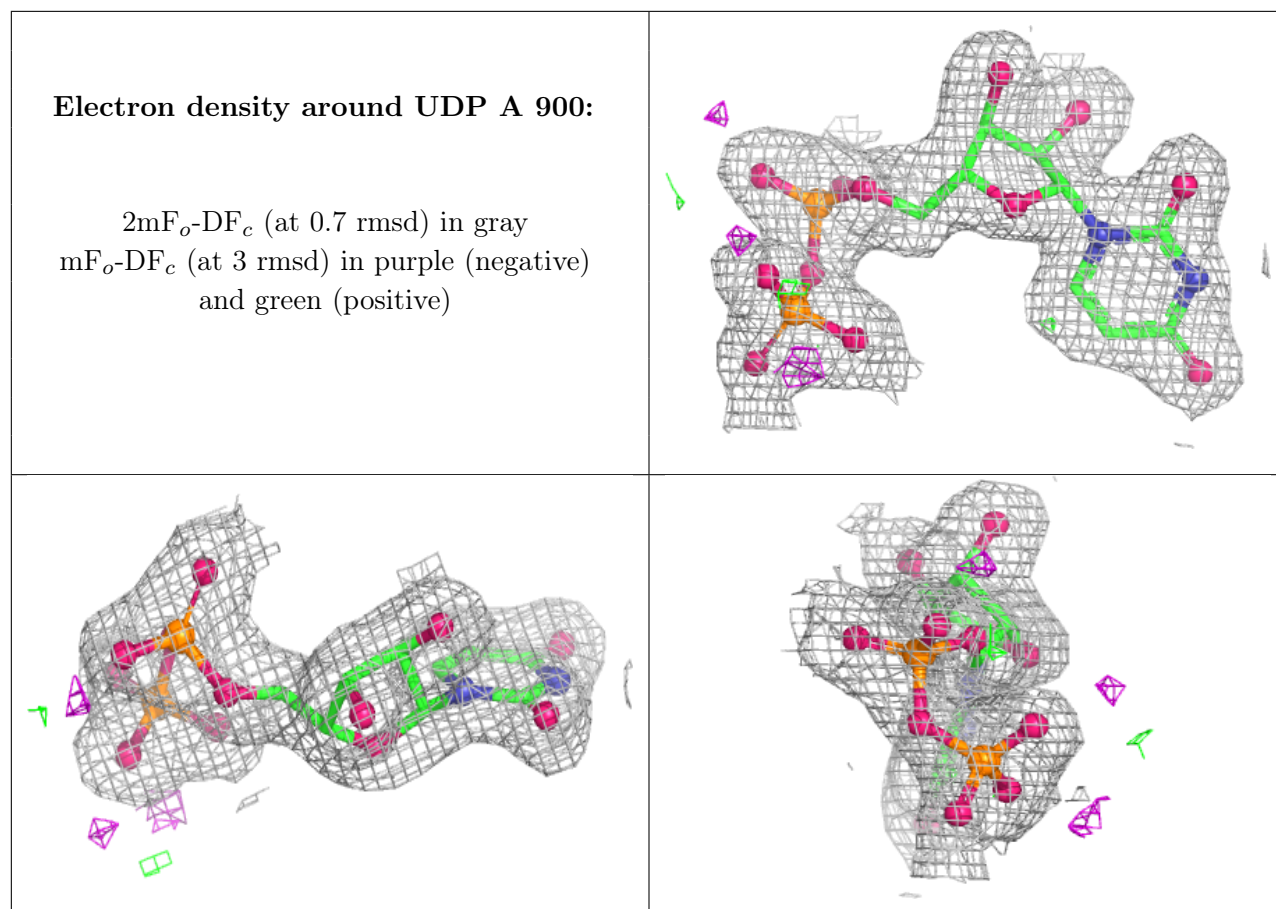 Electron density around UDP A 900:
2mFo-DFc (at 0.7 rmsd) in gray
mFo-DFc (at 3 rmsd) in purple (negative)
and green (positive)